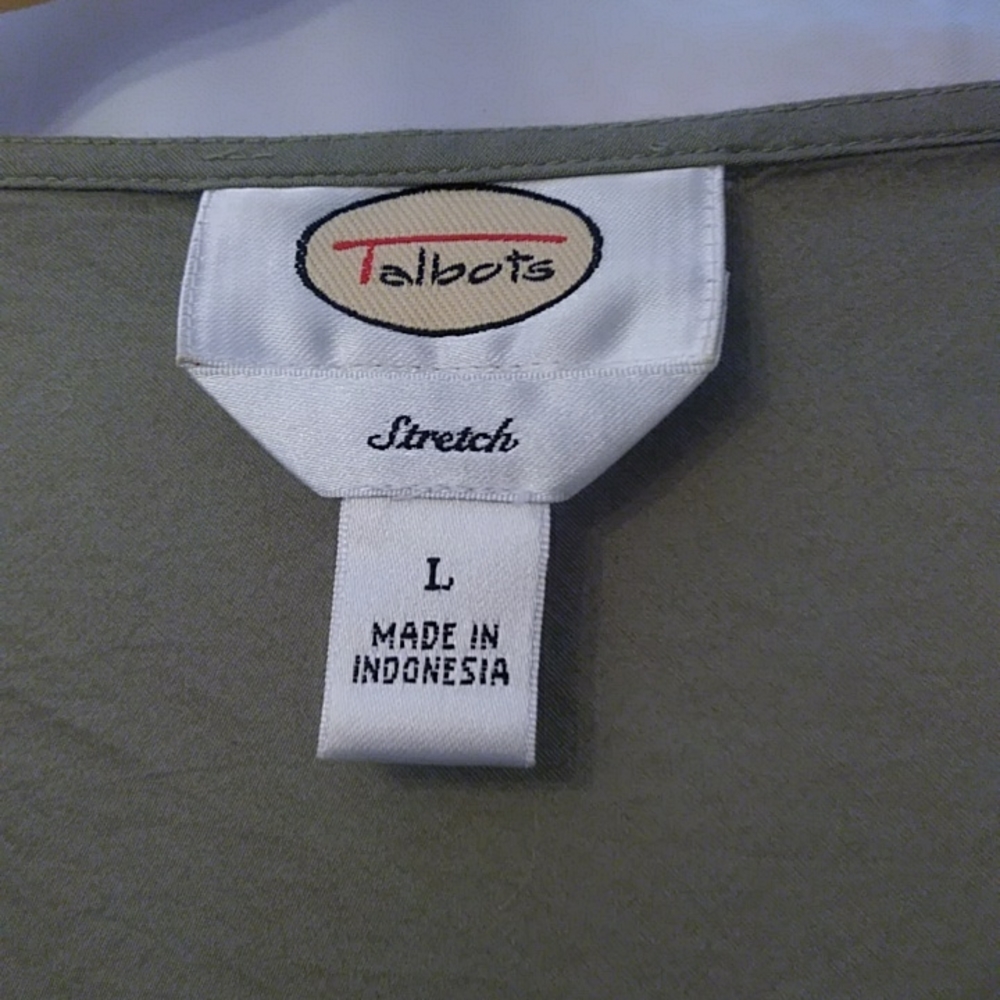 Talbots
Stretch
L
MADE IN
INDONESIA